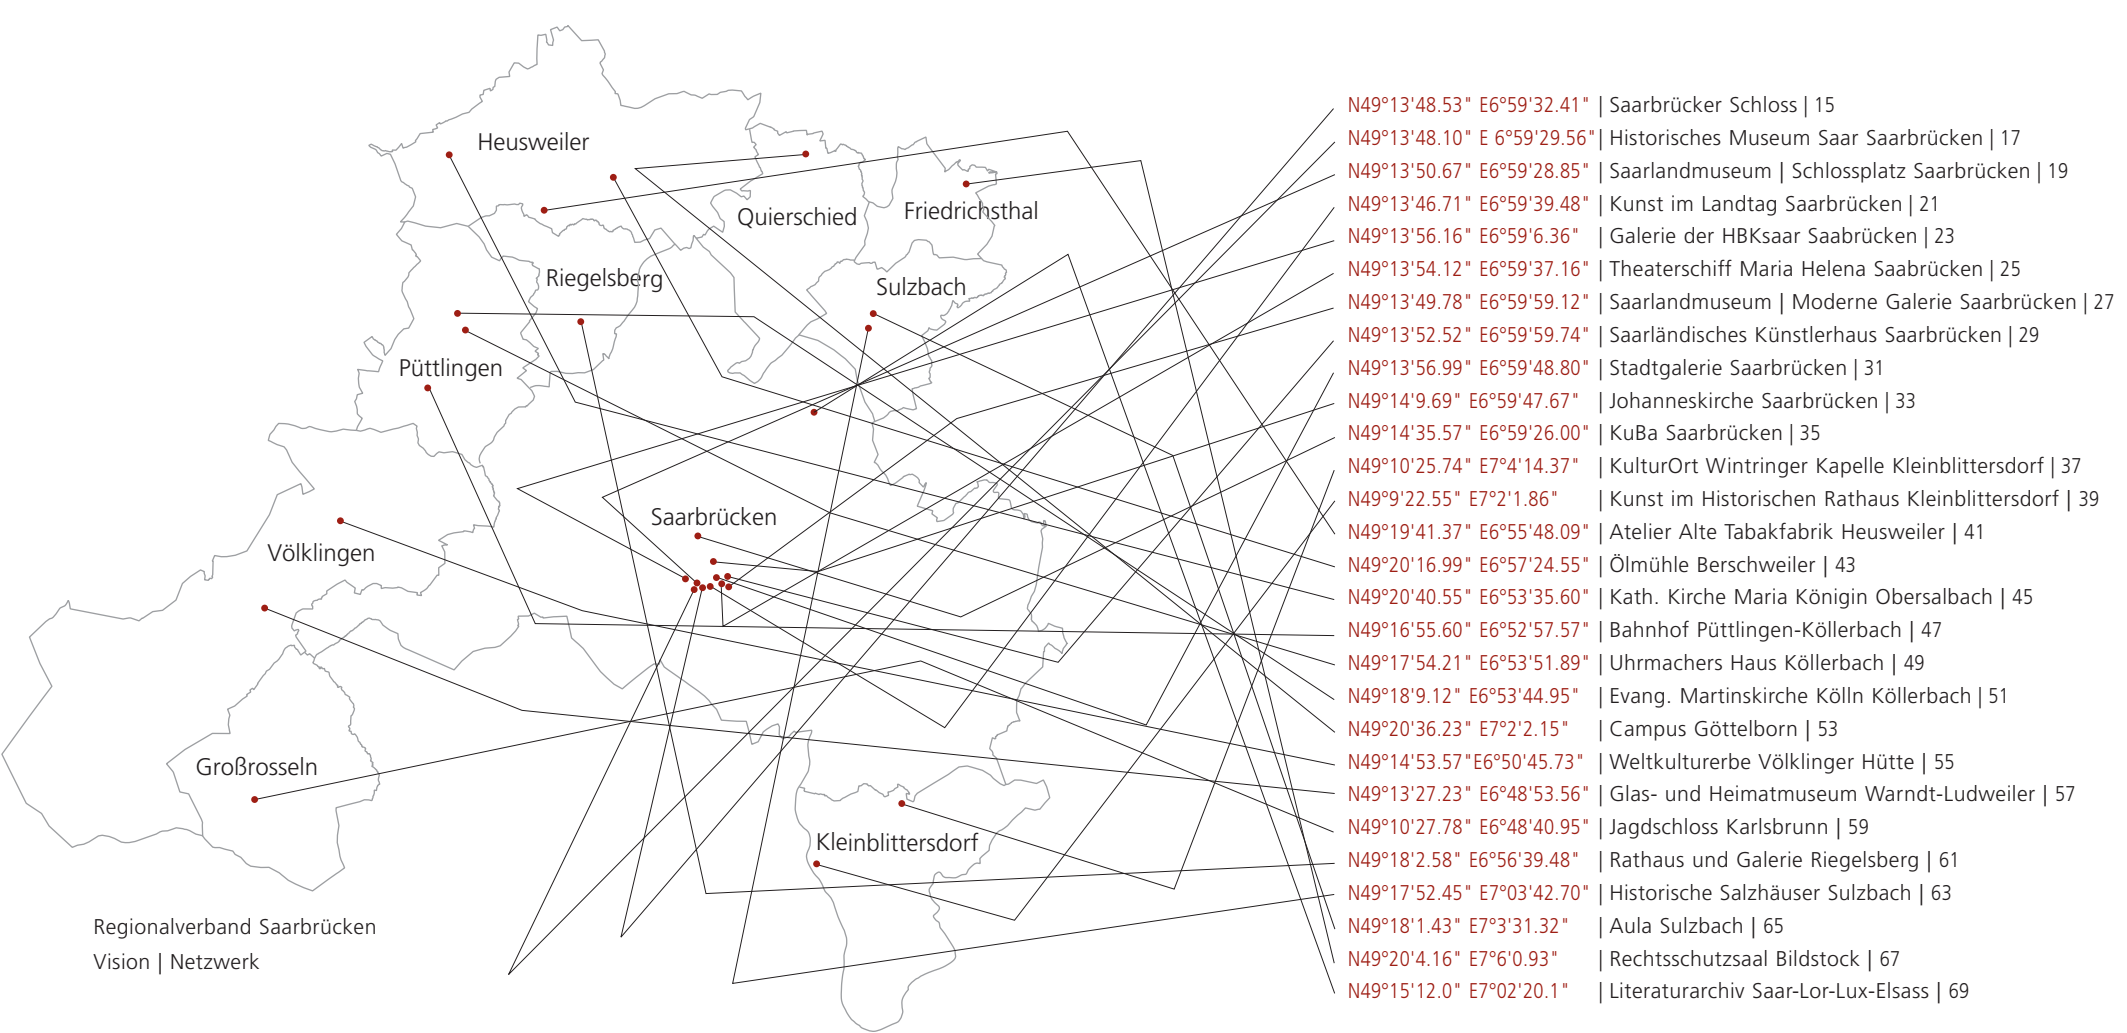 Heusweiler
Quierschied
Friedrichsthal
Riegelsberg
Sulzbach
Püttlingen
Saarbrücken
Völklingen
Großrosseln
Kleinblittersdorf
Regionalverband Saarbrücken
Vision | Netzwerk
N49°13'48.53" E6°59'32.41" | Saarbrücker Schloss | 15
N49°13'48.10" E 6°59'29.56" | Historisches Museum Saar Saarbrücken | 17
N49°13'50.67" E6°59'28.85" | Saarlandmuseum | Schlossplatz Saarbrücken | 19
N49°13'46.71" E6°59'39.48" | Kunst im Landtag Saarbrücken | 21
N49°13'56.16" E6°59'6.36" | Galerie der HBKsaar Saabrücken | 23
N49°13'54.12" E6°59'37.16" | Theaterschiff Maria Helena Saabrücken | 25
N49°13'49.78" E6°59'59.12" | Saarlandmuseum | Moderne Galerie Saarbrücken | 27
N49°13'52.52" E6°59'59.74" | Saarländisches Künstlerhaus Saarbrücken | 29
N49°13'56.99" E6°59'48.80" | Stadtgalerie Saarbrücken | 31
N49°14'9.69" E6°59'47.67" | Johanneskirche Saarbrücken | 33
N49°14'35.57" E6°59'26.00" | KuBa Saarbrücken | 35
N49°10'25.74" E7°4'14.37" | KulturOrt Wintringer Kapelle Kleinblittersdorf | 37
N49°9'22.55" E7°2'1.86" | Kunst im Historischen Rathaus Kleinblittersdorf | 39
N49°19'41.37" E6°55'48.09" | Atelier Alte Tabakfabrik Heusweiler | 41
N49°20'16.99" E6°57'24.55" | Ölmühle Berschweiler | 43
N49°20'40.55" E6°53'35.60" | Kath. Kirche Maria Königin Obersalbach | 45
N49°16'55.60" E6°52'57.57" | Bahnhof Püttlingen-Köllerbach | 47
N49°17'54.21" E6°53'51.89" | Uhrmachers Haus Köllerbach | 49
N49°18'9.12" E6°53'44.95" | Evang. Martinskirche Kölln Köllerbach | 51
N49°20'36.23" E7°2'2.15" | Campus Göttelborn | 53
N49°14'53.57"E6°50'45.73" | Weltkulturerbe Völklinger Hütte | 55
N49°13'27.23" E6°48'53.56" | Glas- und Heimatmuseum Warndt-Ludweiler | 57
N49°10'27.78" E6°48'40.95" | Jagdschloss Karlsbrunn | 59
N49°18'2.58" E6°56'39.48" | Rathaus und Galerie Riegelsberg | 61
N49°17'52.45" E7°03'42.70" | Historische Salzhäuser Sulzbach | 63
N49°18'1.43" E7°3'31.32" | Aula Sulzbach | 65
N49°20'4.16" E7°6'0.93" | Rechtsschutzsaal Bildstock | 67
N49°15'12.0" E7°02'20.1" | Literaturarchiv Saar-Lor-Lux-Elsass | 69